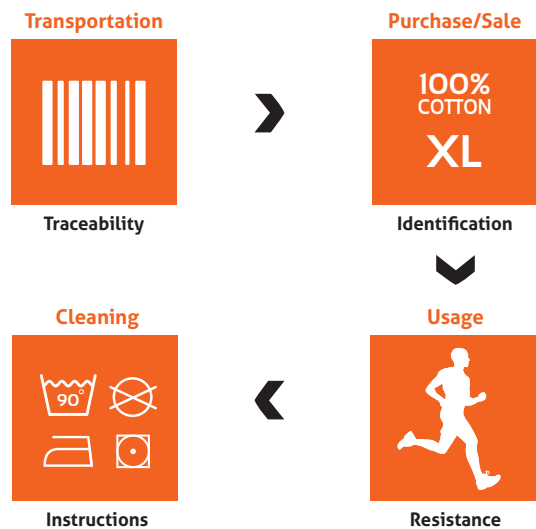 Transportation
Purchase/Sale
100%
COTTON
XL
Traceability
Identification
Cleaning
Usage
90°
Instructions
Resistance